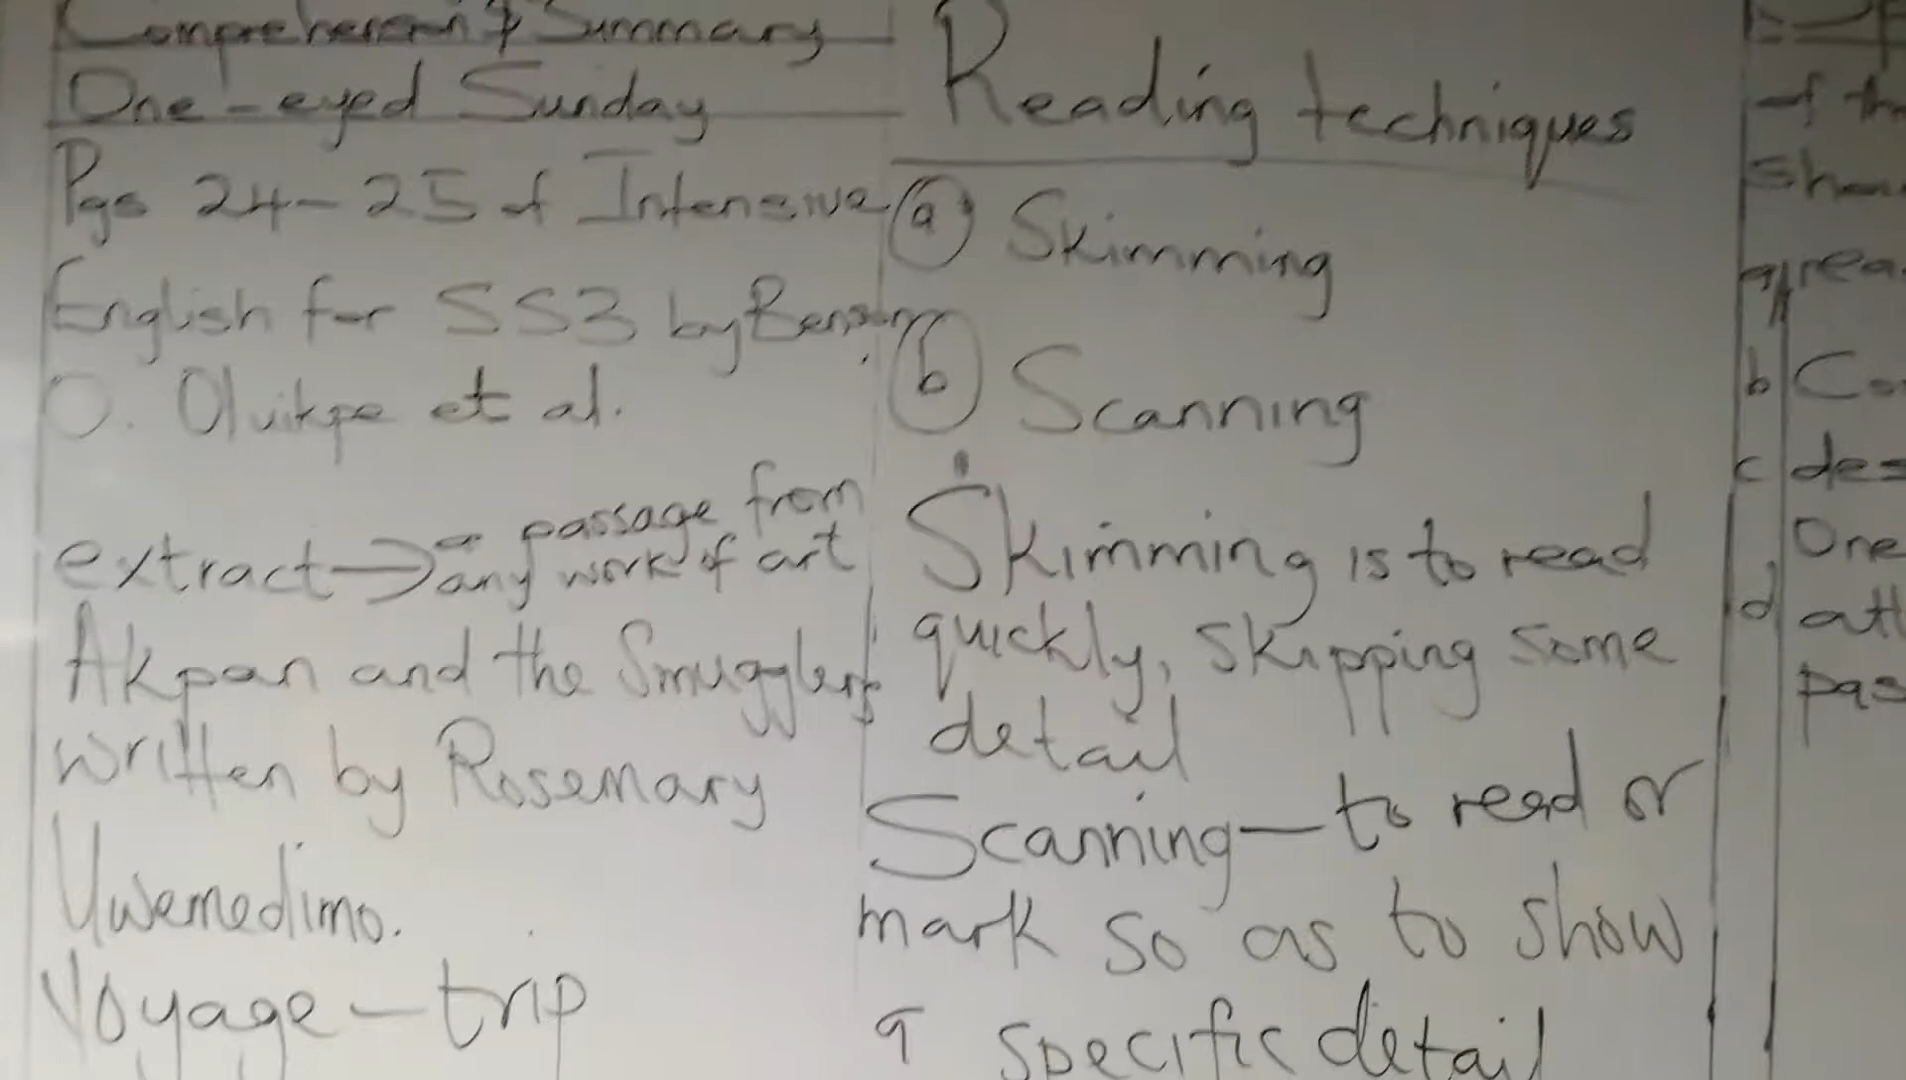 Comprehension & Summary
One-eyed Sunday
Pgs 24-25 of Intensive
English for SS3 by Benson
O. Oluikpe et al.
extract → a passage from
any work of art
Akpan and the Smugglers
written by Rosemary
Uwemedimo.
Voyage - trip
Reading techniques
(a) Skimming
(b) Scanning
Skimming is to read
quickly, skipping some
detail
Scanning - to read or
mark so as to show
a specific detail
of
b
c
d
One